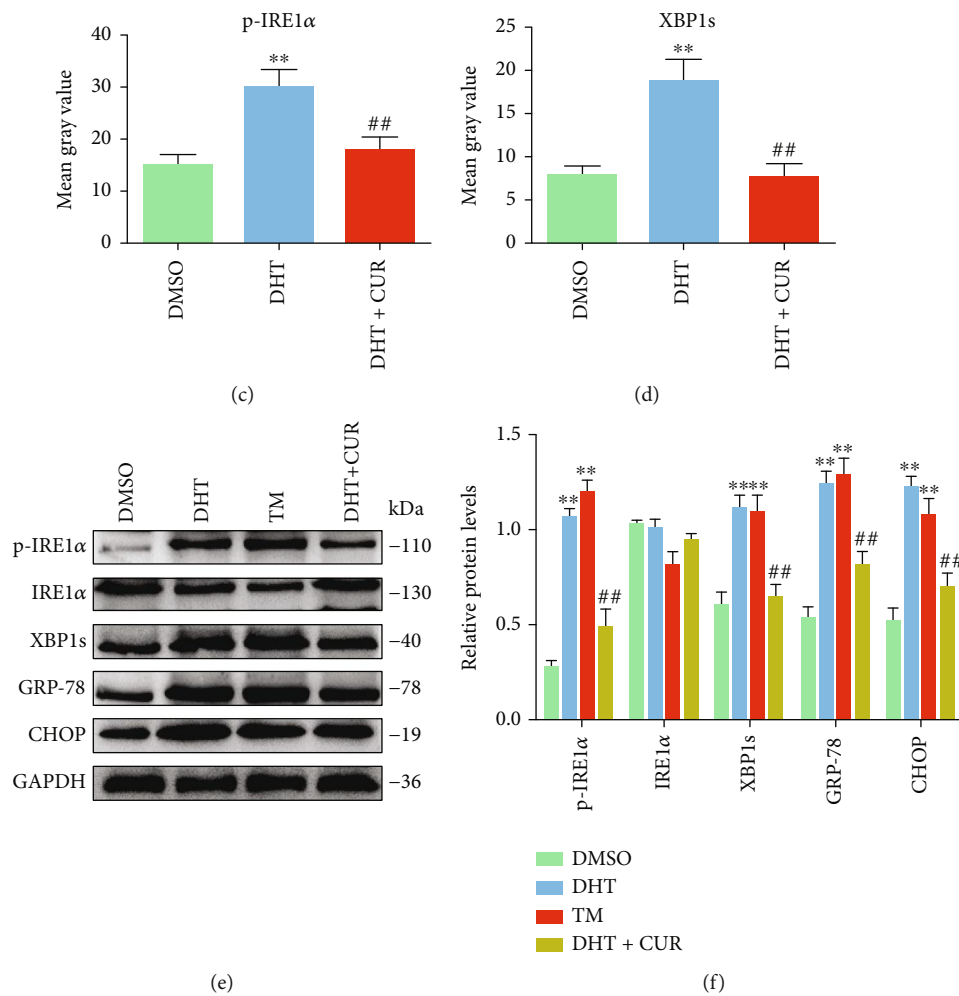 p-IRE1α
Mean gray value
40
30
20
10
0
**
##
DMSO
DHT
DHT + CUR
(c)
XBP1s
Mean gray value
25
20
15
10
5
0
**
##
DMSO
DHT
DHT + CUR
(d)
DMSO
DHT
TM
DHT+CUR
kDa
p-IRE1α
–110
IRE1α
–130
XBP1s
–40
GRP-78
–78
CHOP
–19
GAPDH
–36
(e)
Relative protein levels
1.5
1.0
0.5
0.0
**
**
##
****
##
**
**
##
**
**
##
p-IRE1α
IRE1α
XBP1s
GRP-78
CHOP
DMSO
DHT
TM
DHT + CUR
(f)